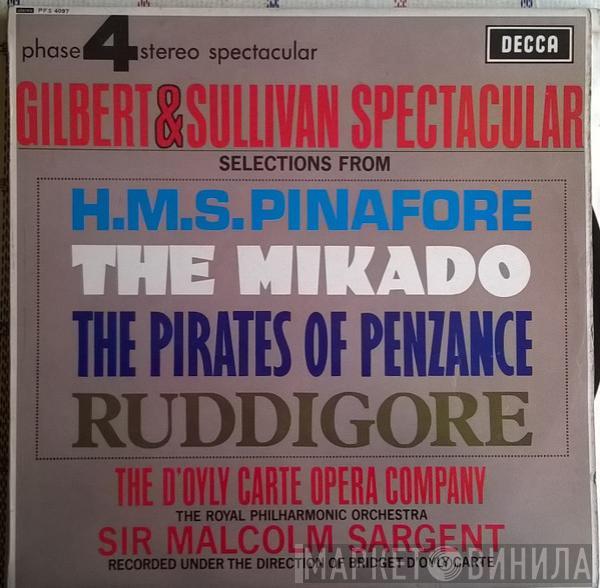 stereo PFS 4097
phase 4 stereo spectacular
DECCA
GILBERT & SULLIVAN SPECTACULAR
SELECTIONS FROM
H.M.S. PINAFORE
THE MIKADO
THE PIRATES OF PENZANCE
RUDDIGORE
THE D'OYLY CARTE OPERA COMPANY
THE ROYAL PHILHARMONIC ORCHESTRA
SIR MALCOLM SARGENT
RECORDED UNDER THE DIRECTION OF BRIDGET D'OYLY CARTE
МАРКЕТ ВИНИЛА